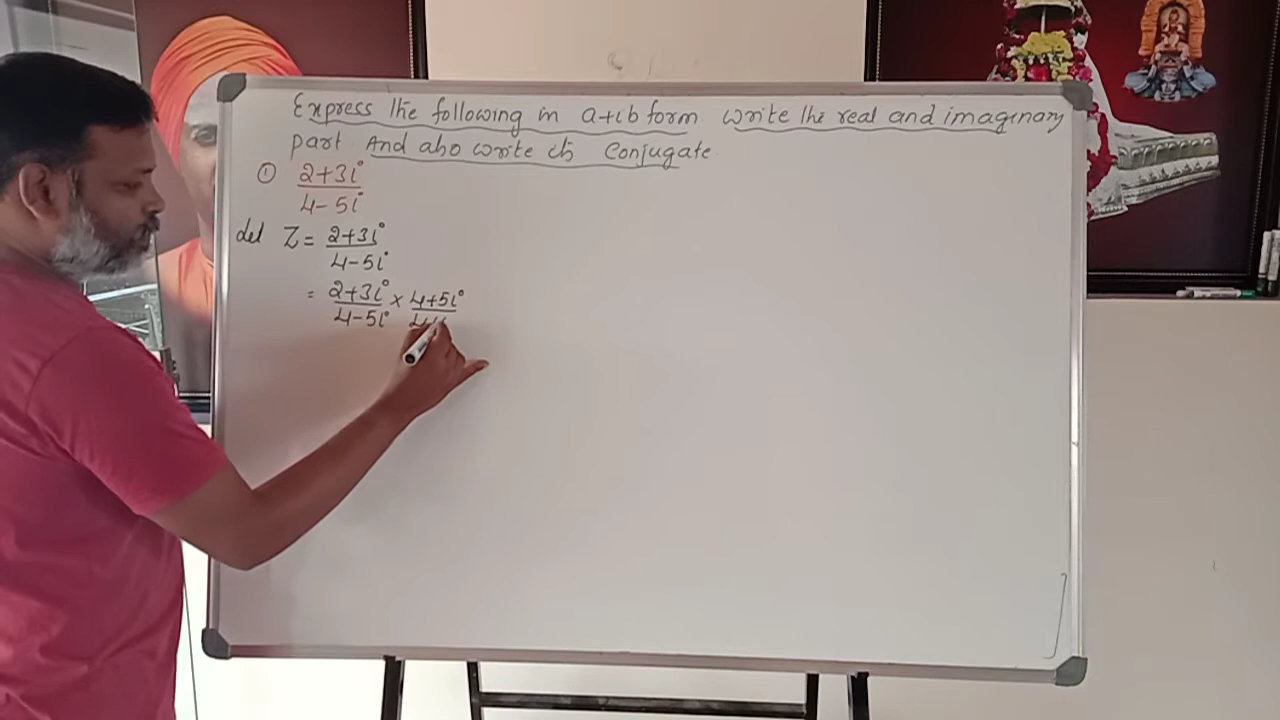 Express the following in a+ib form. Write the real and imaginary
part. And also write its Conjugate.
① 2+3i / 4-5i
Let Z = 2+3i / 4-5i
= 2+3i / 4-5i × 4+5i / 4+